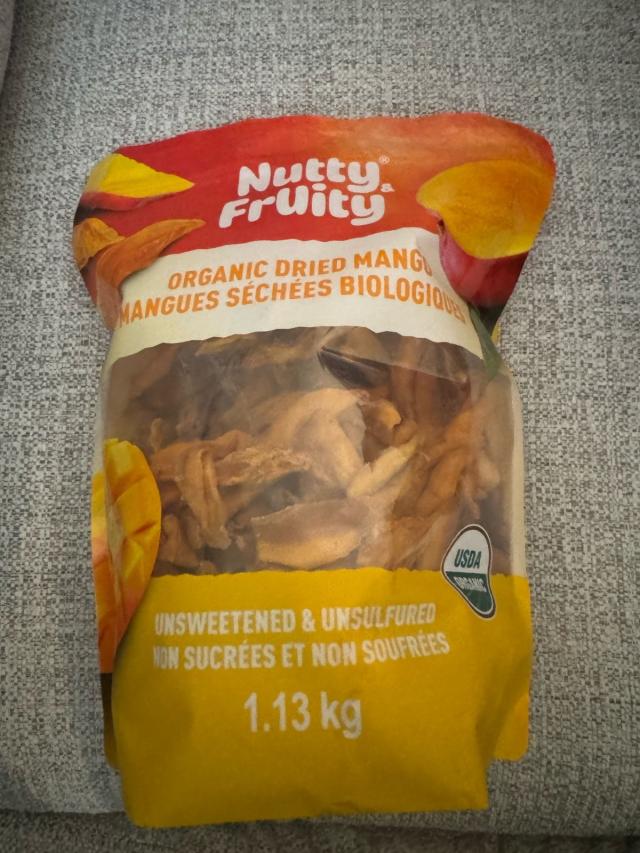 Nutty®
& Fruity
ORGANIC DRIED MANGO
MANGUES SÉCHÉES BIOLOGIQUES
USDA
ORGANIC
UNSWEETENED & UNSULFURED
NON SUCRÉES ET NON SOUFRÉES
1.13 kg